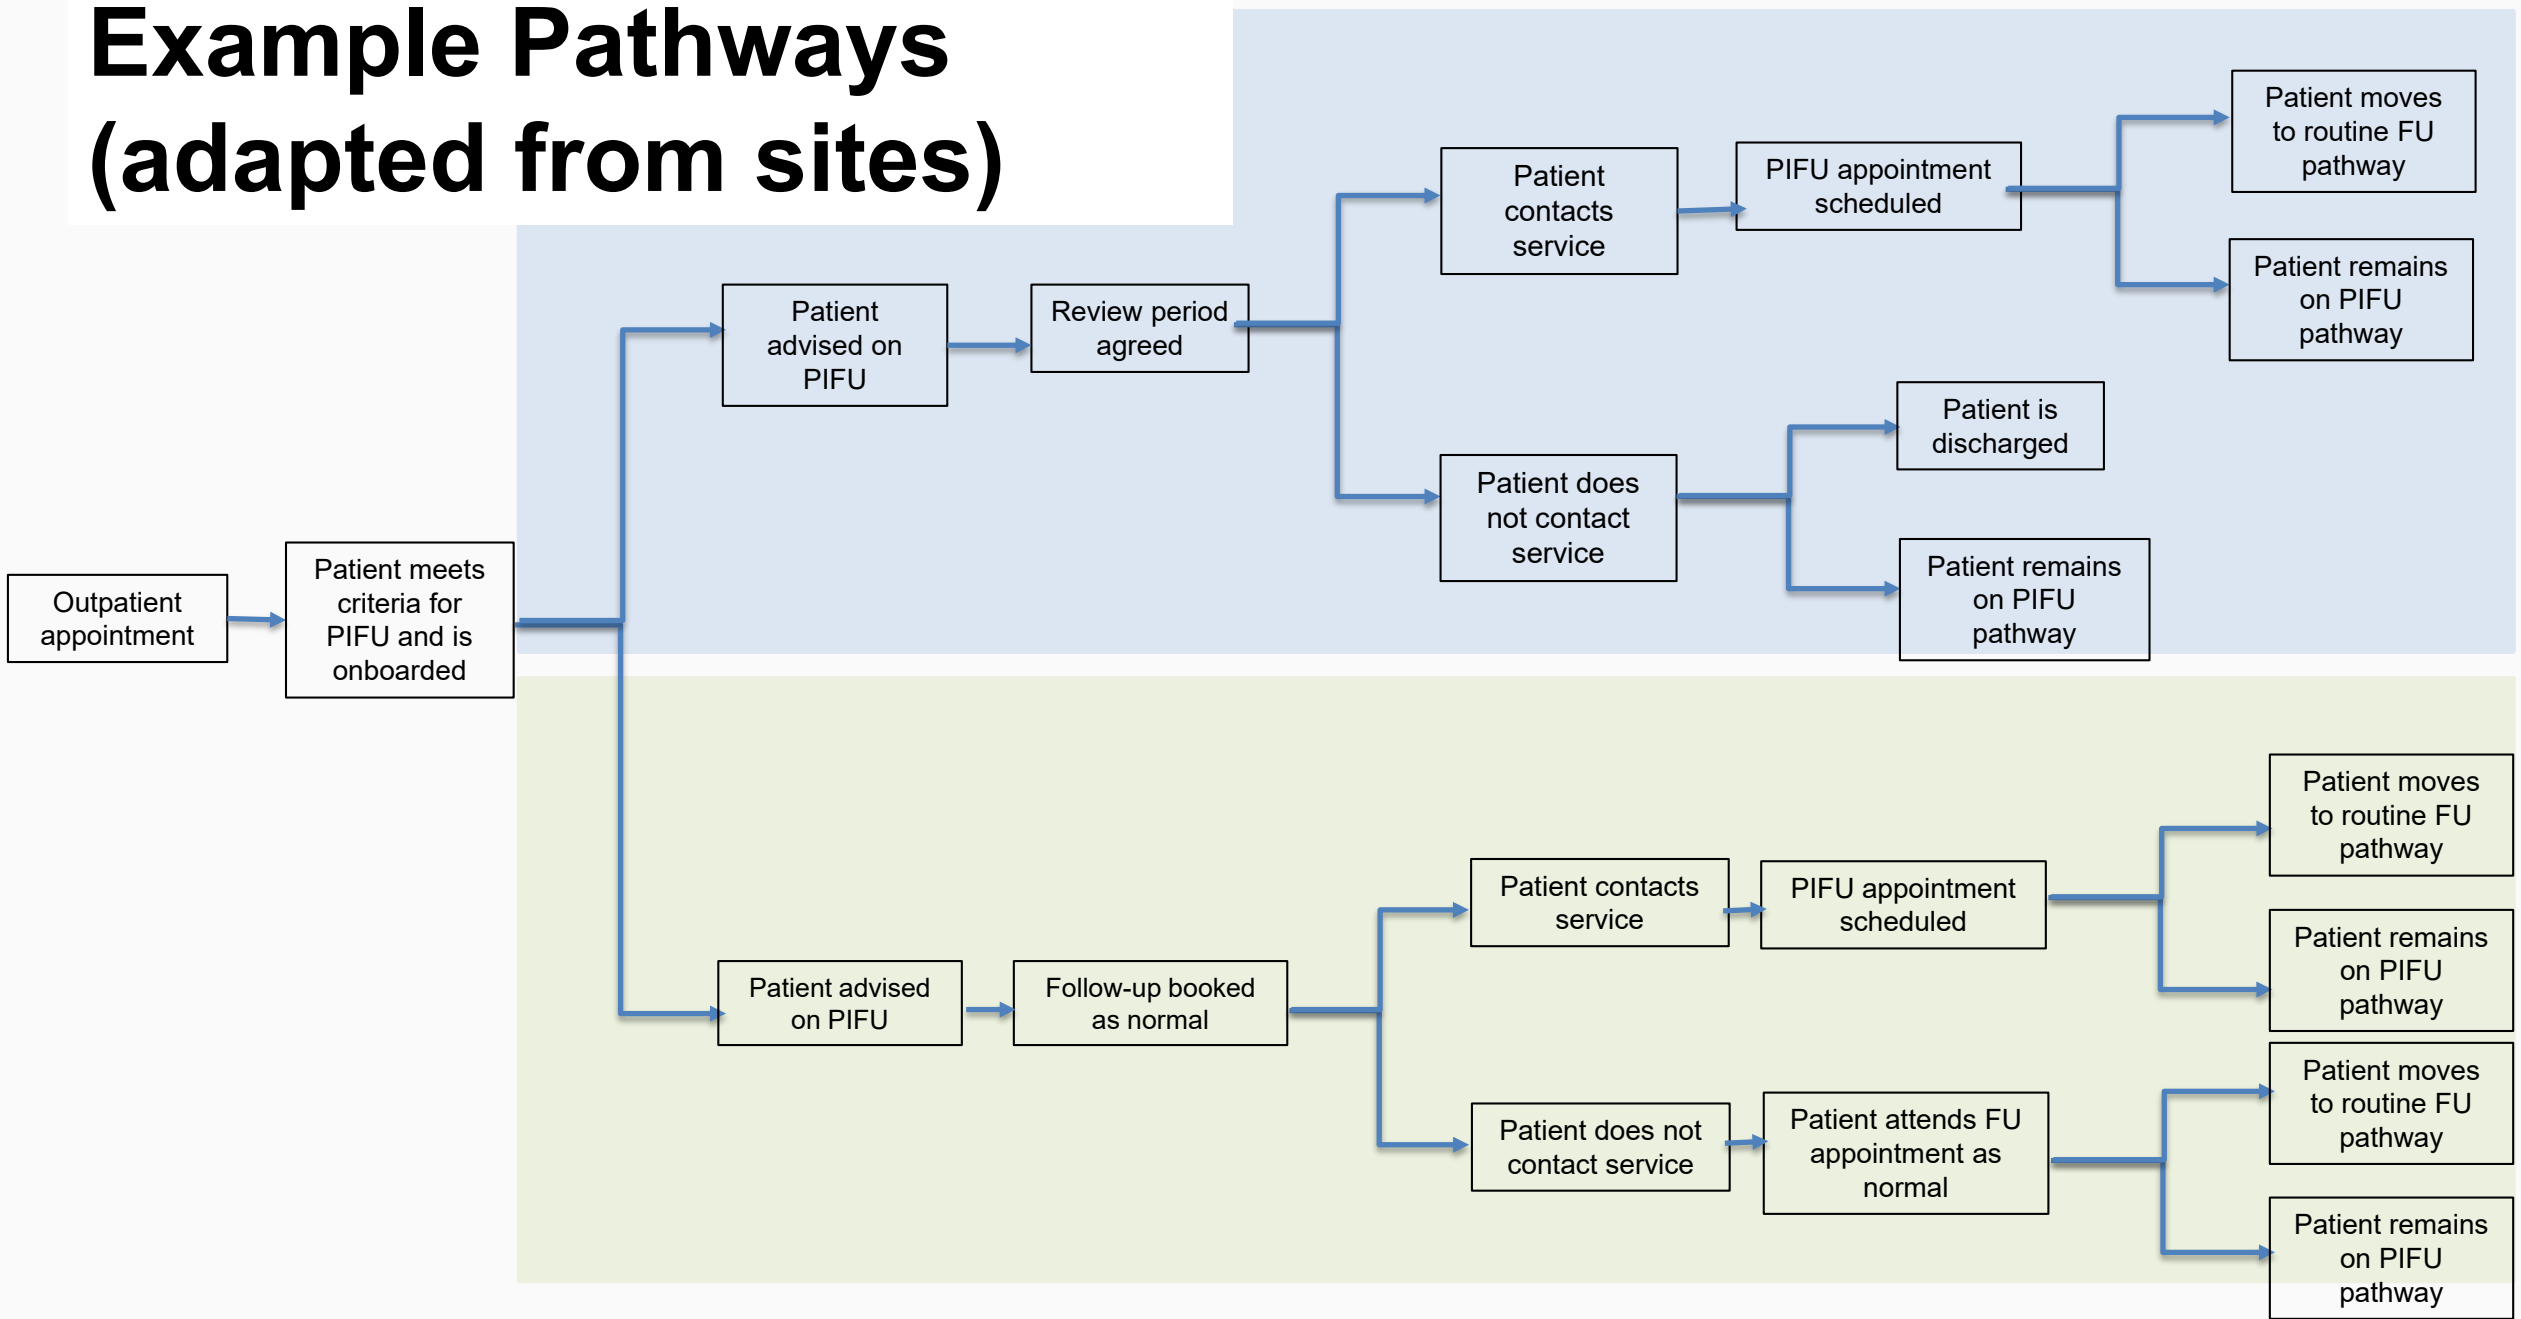 Example Pathways
(adapted from sites)
Outpatient
appointment
Patient meets
criteria for
PIFU and is
onboarded
Patient
advised on
PIFU
Review period
agreed
Patient
contacts
service
PIFU appointment
scheduled
Patient moves
to routine FU
pathway
Patient remains
on PIFU
pathway
Patient does
not contact
service
Patient is
discharged
Patient remains
on PIFU
pathway
Patient advised
on PIFU
Follow-up booked
as normal
Patient contacts
service
PIFU appointment
scheduled
Patient moves
to routine FU
pathway
Patient remains
on PIFU
pathway
Patient does not
contact service
Patient attends FU
appointment as
normal
Patient moves
to routine FU
pathway
Patient remains
on PIFU
pathway